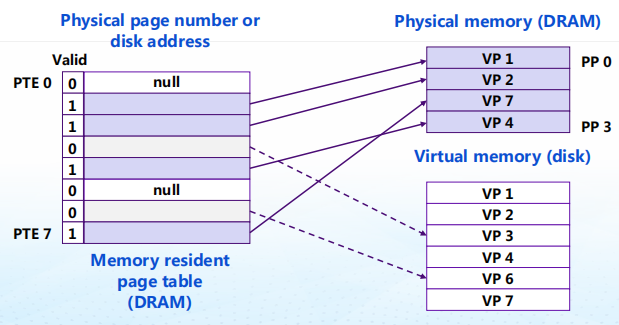 Physical page number or
disk address
Valid
PTE 0
0
null
1
1
0
1
0
null
0
PTE 7
1
Memory resident
page table
(DRAM)
Physical memory (DRAM)
VP 1
PP 0
VP 2
VP 7
VP 4
PP 3
Virtual memory (disk)
VP 1
VP 2
VP 3
VP 4
VP 6
VP 7